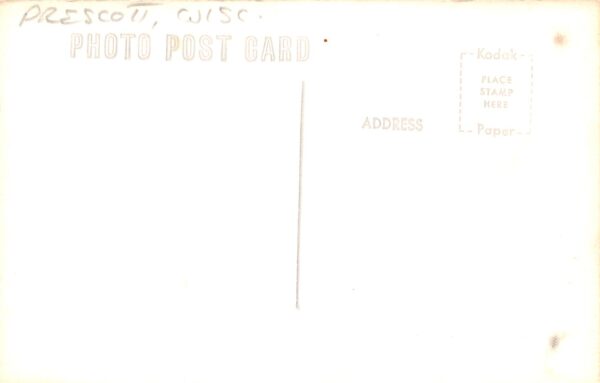 PRESCOTT, WISC.
PHOTO POST CARD
Kodak
PLACE
STAMP
HERE
Paper
ADDRESS